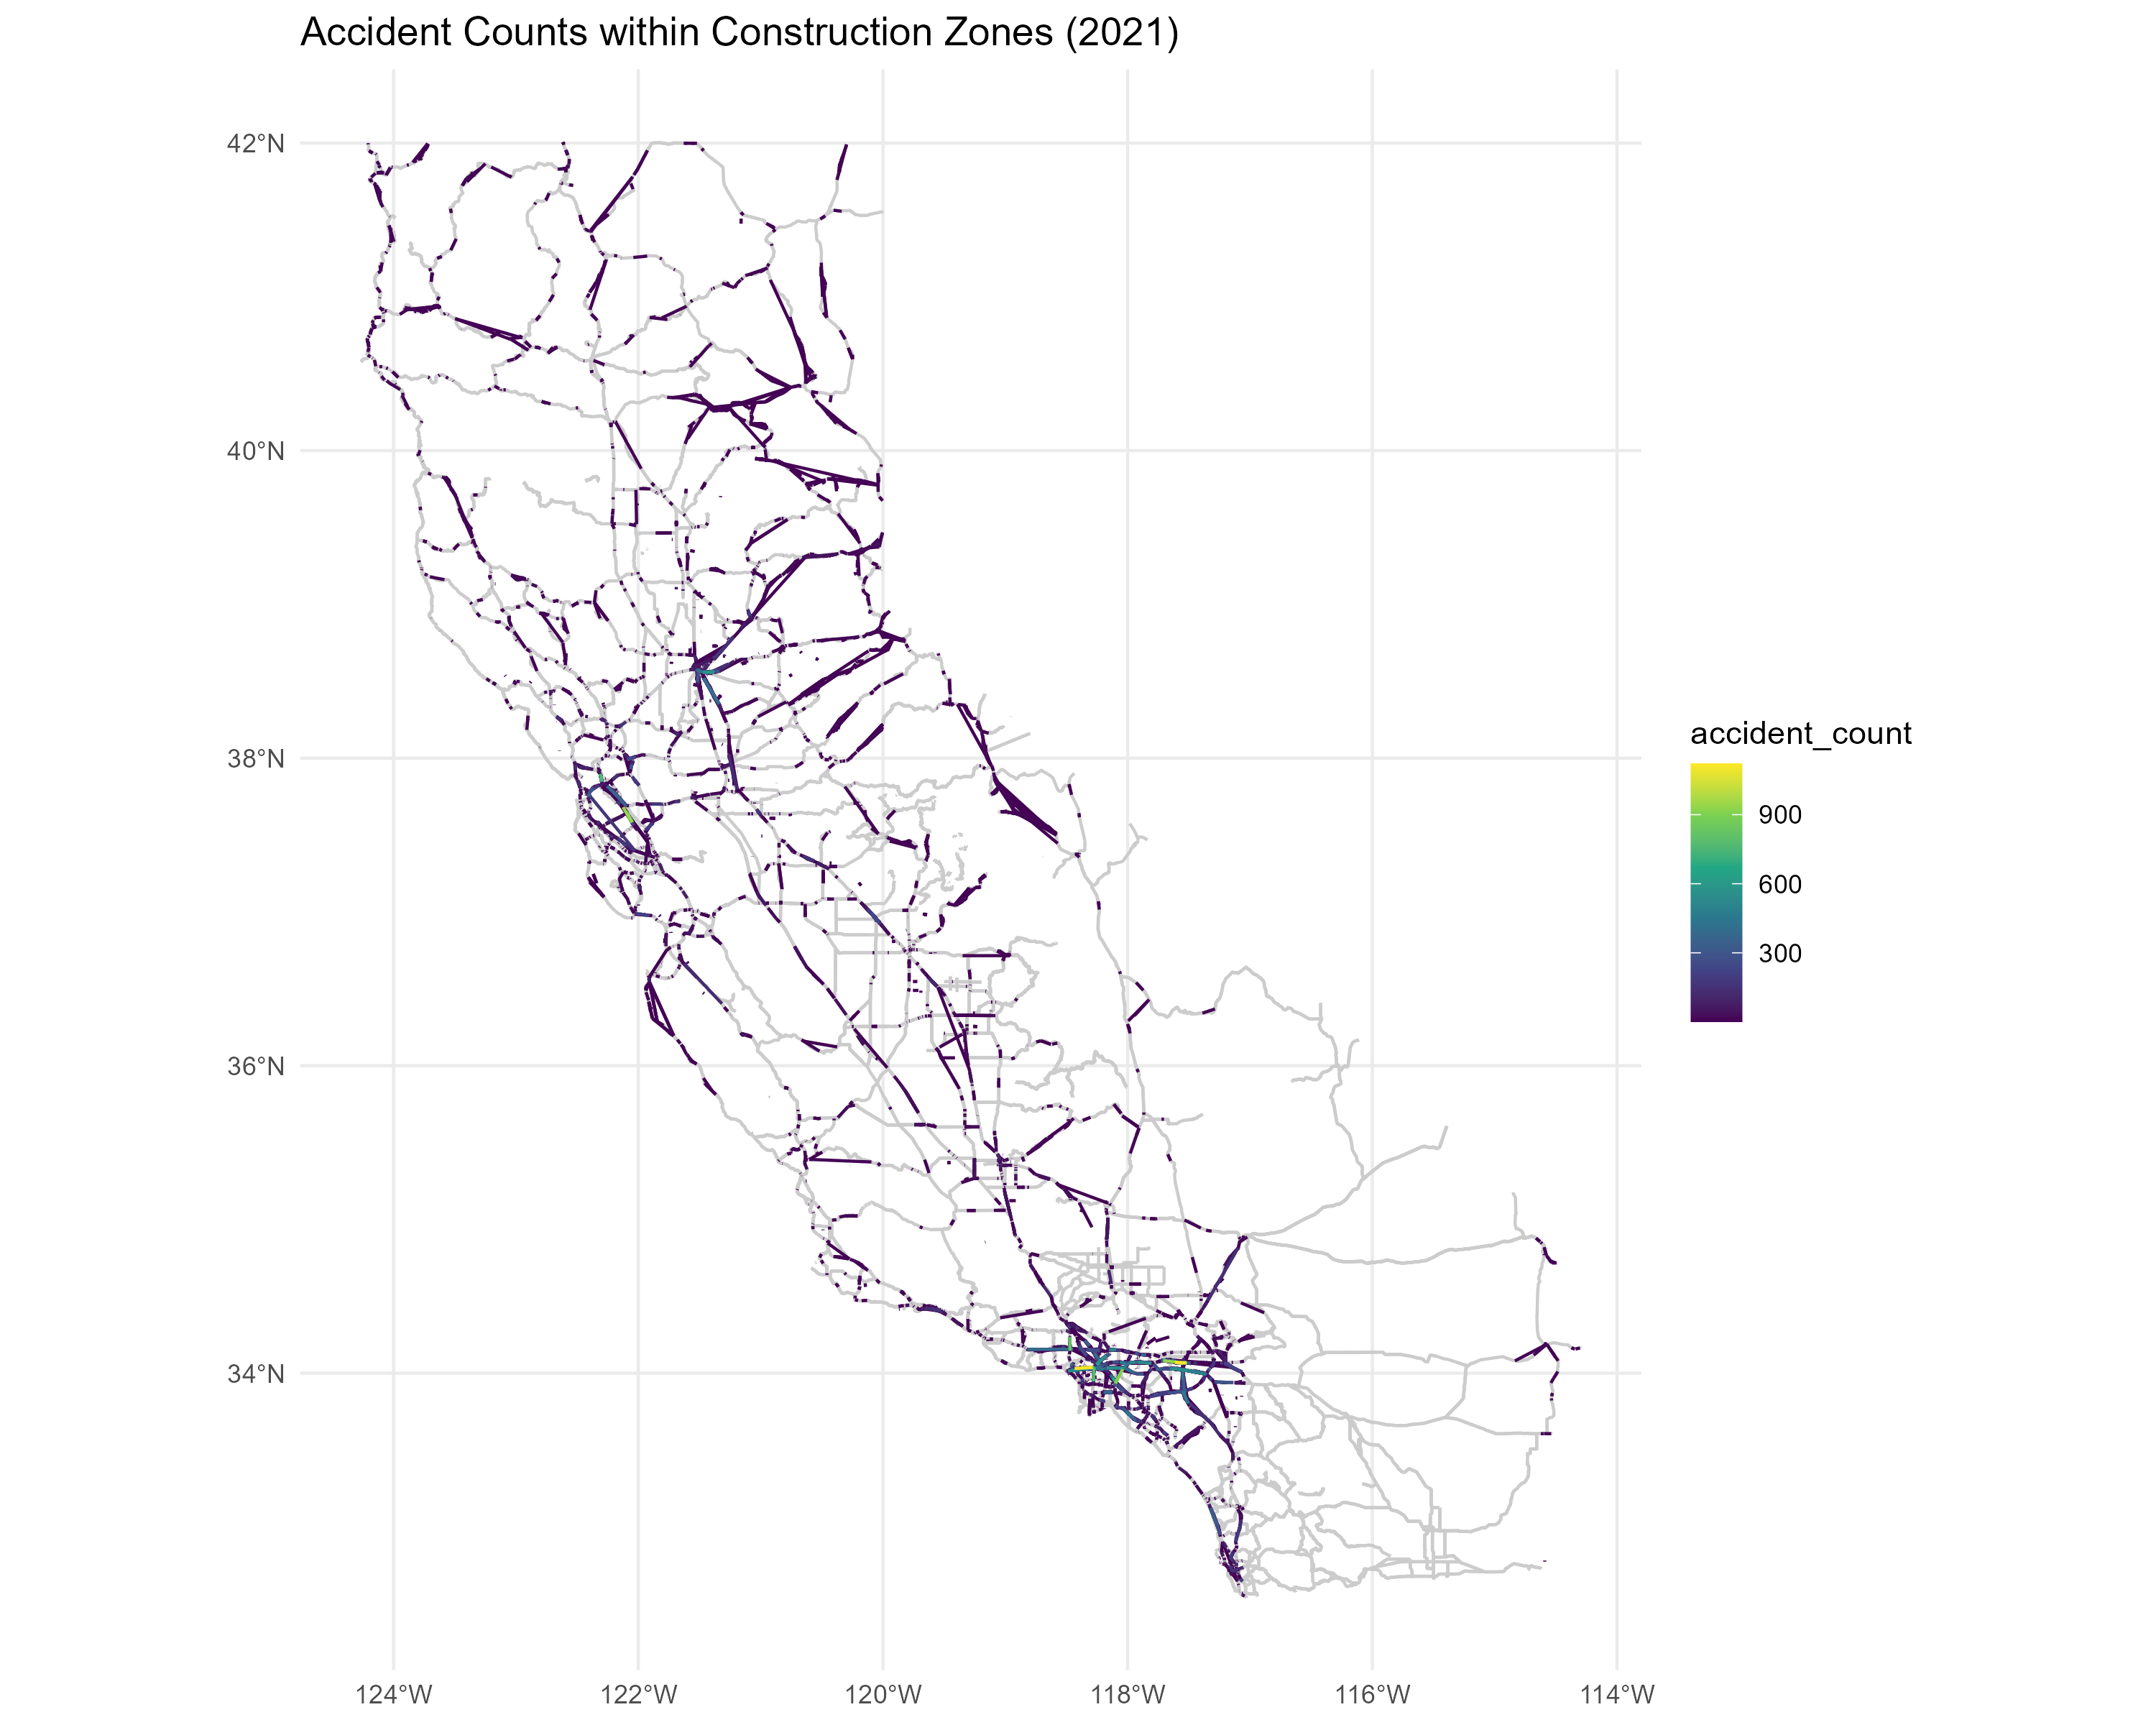 Accident Counts within Construction Zones (2021)
42°N
40°N
38°N
36°N
34°N
124°W
122°W
120°W
118°W
116°W
114°W
accident_count
900
600
300